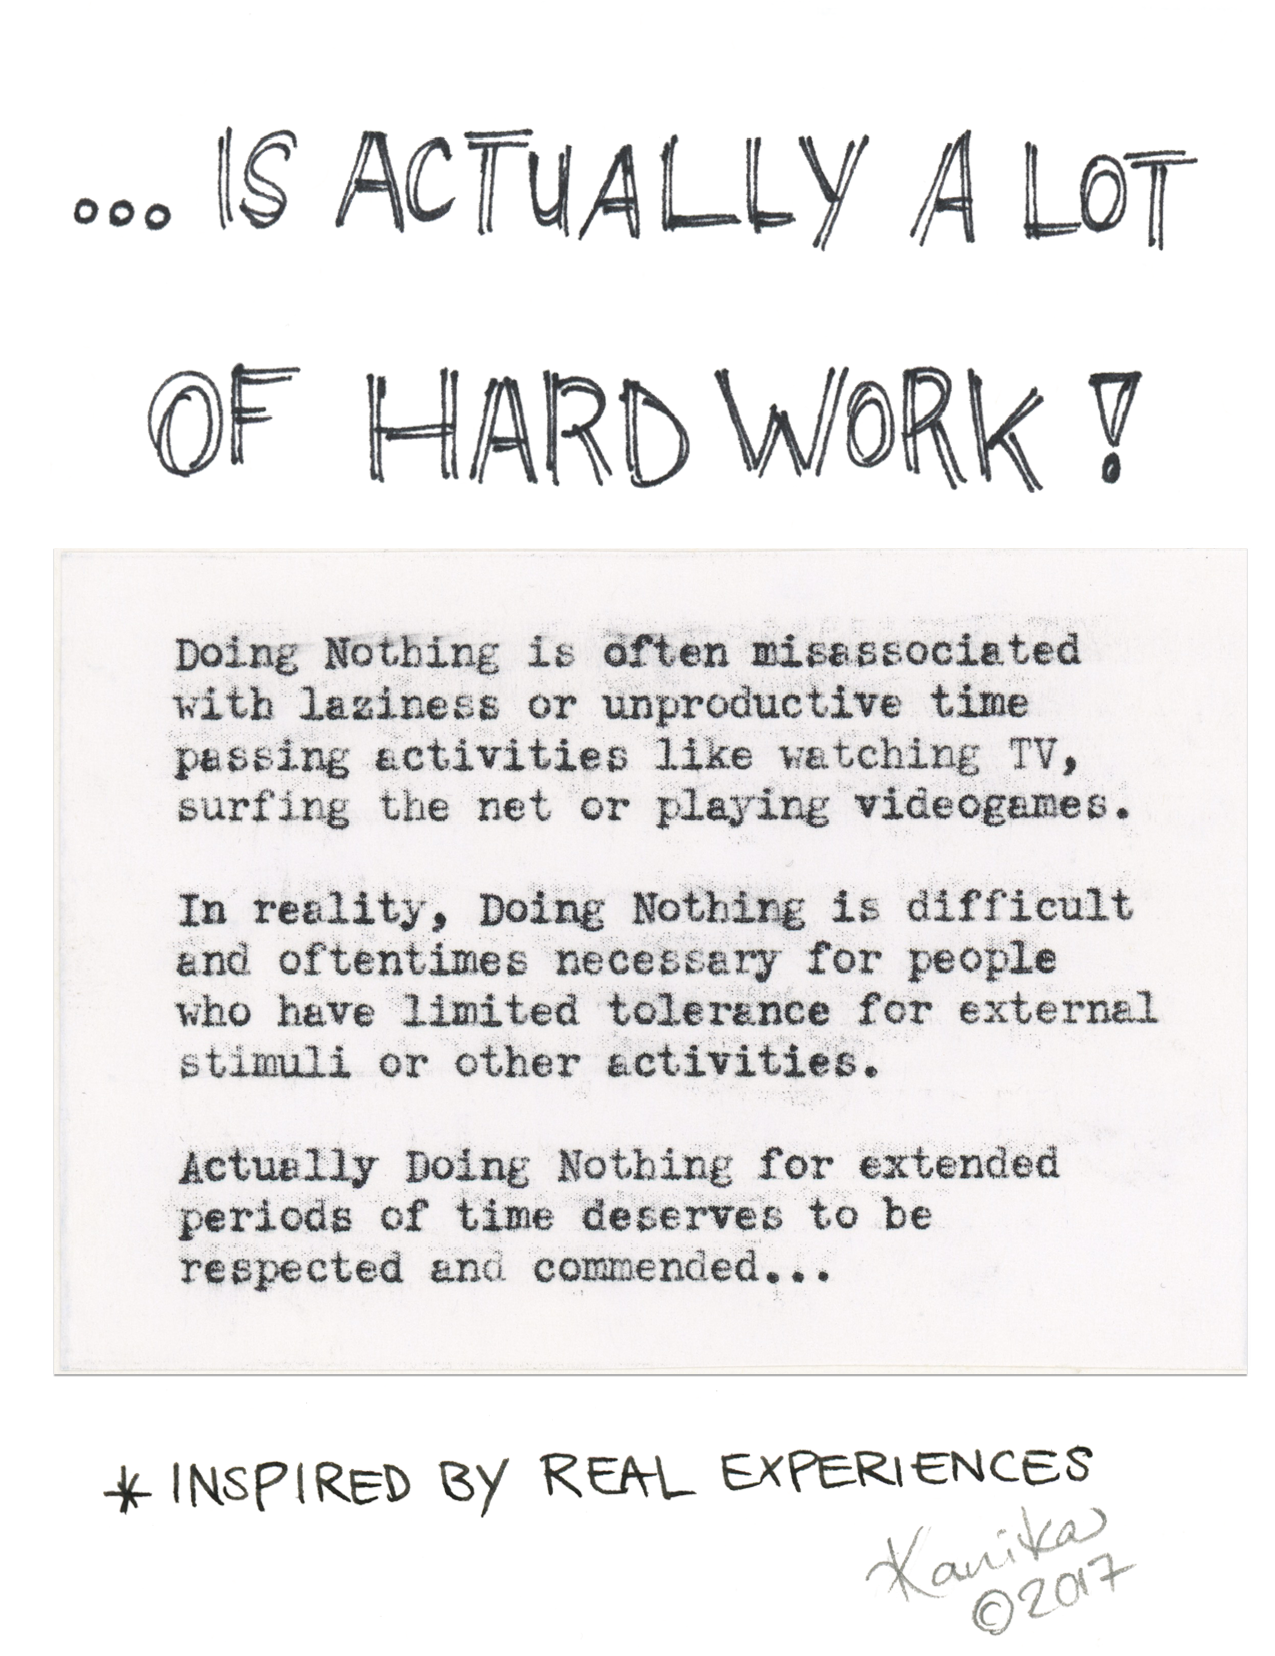 ... IS ACTUALLY A LOT
OF HARD WORK!
Doing Nothing is often misassociated
with laziness or unproductive time
passing activities like watching TV,
surfing the net or playing videogames.
In reality, Doing Nothing is difficult
and oftentimes necessary for people
who have limited tolerance for external
stimuli or other activities.
Actually Doing Nothing for extended
periods of time deserves to be
respected and commended...
* INSPIRED BY REAL EXPERIENCES
Kanika
©2017